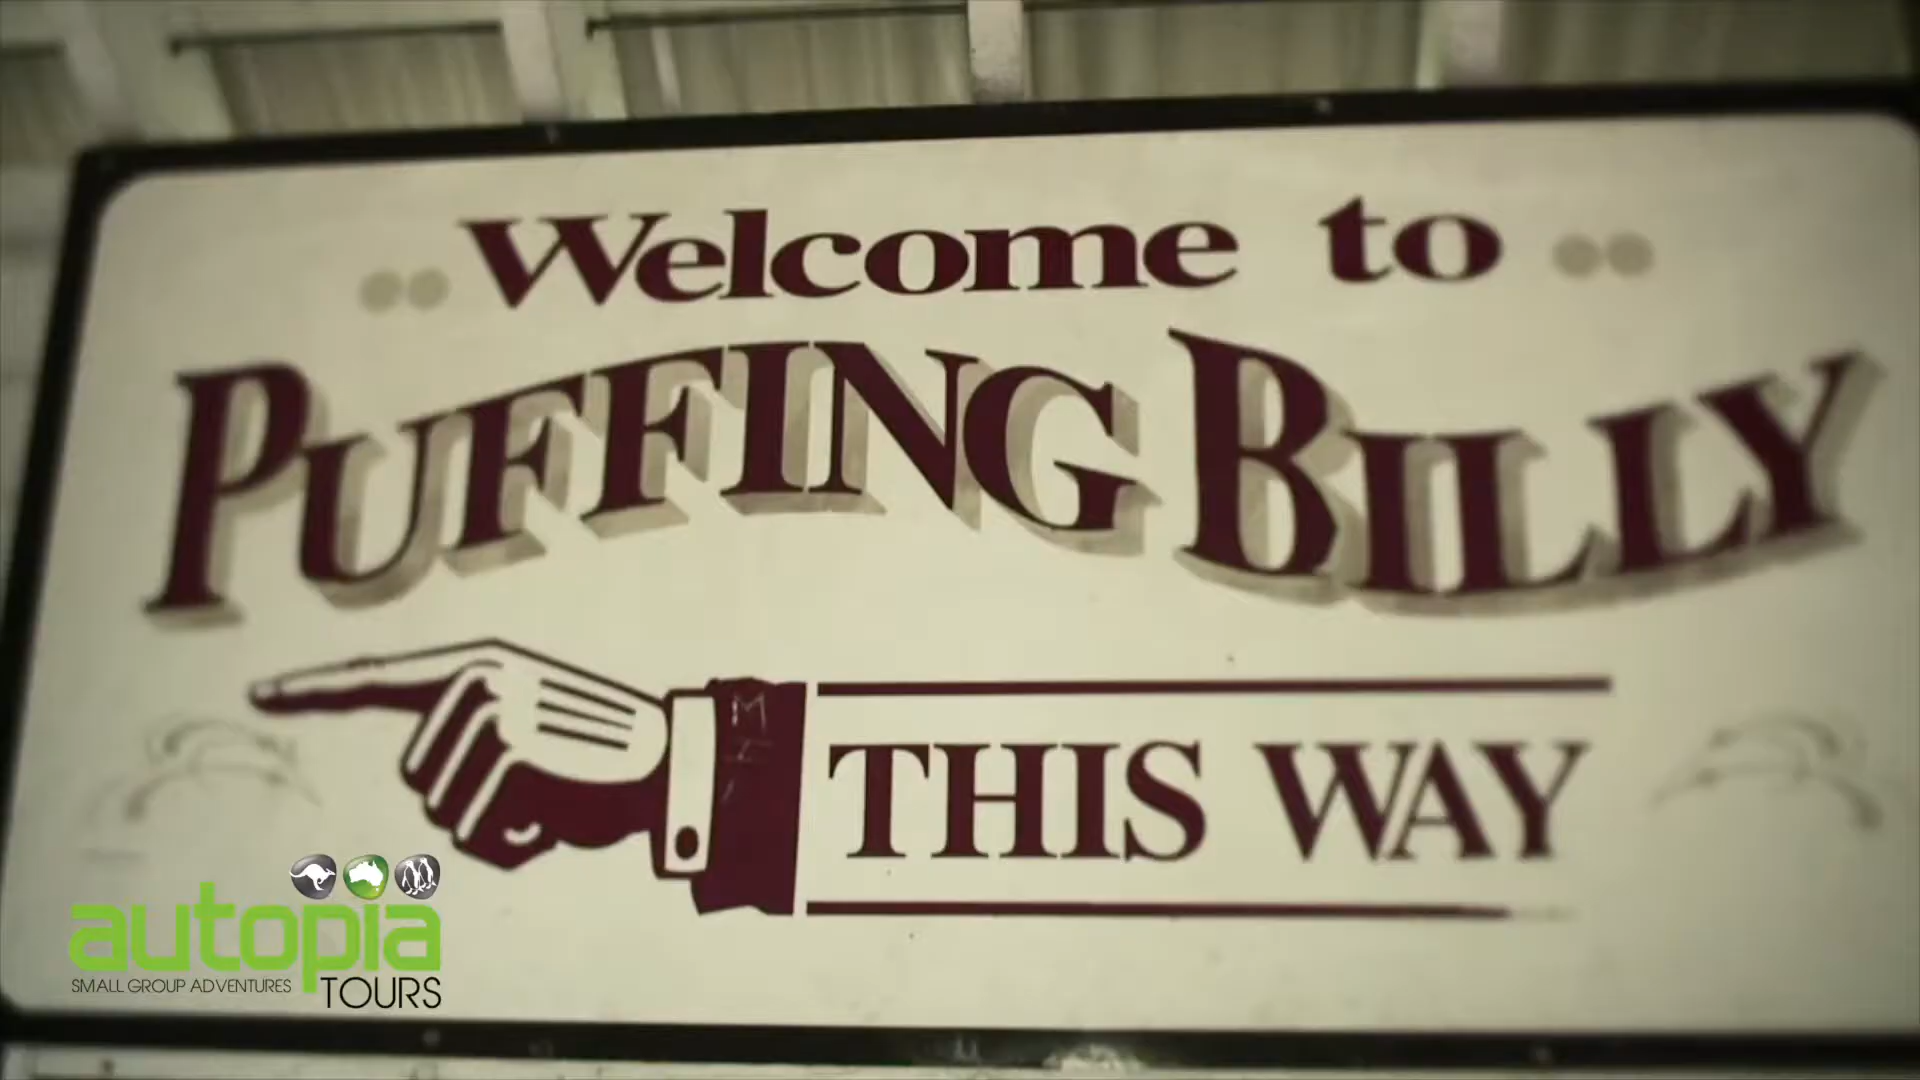 Welcome to
PUFFING BILLY
THIS WAY
autopia
SMALL GROUP ADVENTURES TOURS